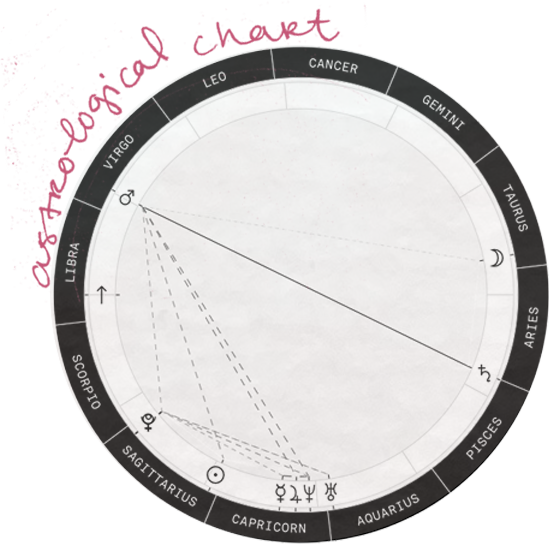 astrological chart
CANCER
GEMINI
TAURUS
ARIES
PISCES
AQUARIUS
CAPRICORN
SAGITTARIUS
SCORPIO
LIBRA
VIRGO
LEO
♂
☽
↑
♄
♇
☉
☿ ♃ ♆ ♅